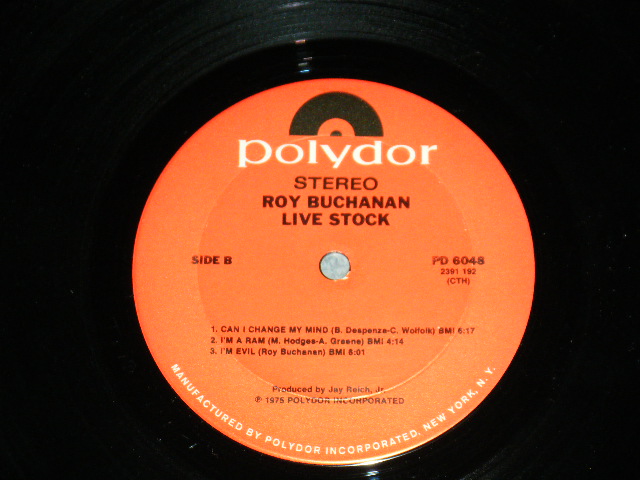 polydor
STEREO
ROY BUCHANAN
LIVE STOCK
SIDE B
PD 6048
2391 192
(CTH)
1. CAN I CHANGE MY MIND (B. Despenza-C. Wolfolk) BMI 6:17
2. I'M A RAM (M. Hodges-A. Greene) BMI 4:14
3. I'M EVIL (Roy Buchanan) BMI 8:01
Produced by Jay Reich, Jr.
℗ 1975 POLYDOR INCORPORATED
MANUFACTURED BY POLYDOR INCORPORATED, NEW YORK, N.Y.